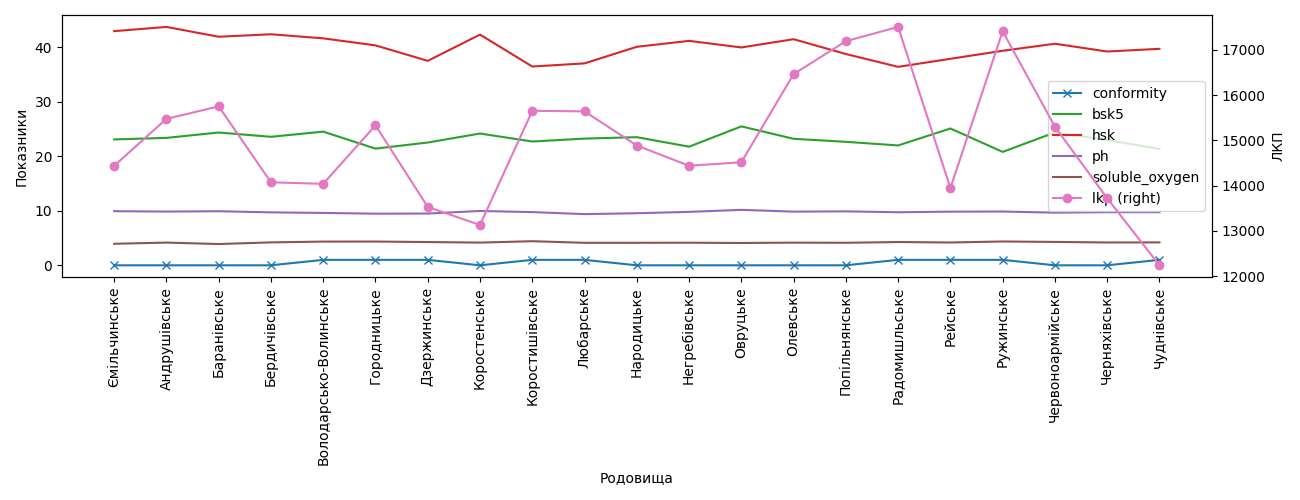 Показники
40
30
20
10
0
17000
16000
15000
14000
13000
12000
ЛКП
conformity
bsk5
hsk
ph
soluble_oxygen
(right)
Ємільчинське
Андрушівське
Баранівське
Бердичівське
Володарсько-Волинське
Городницьке
Дзержинське
Коростенське
Коростишівське
Любарське
Народицьке
Негребівське
Овруцьке
Олевське
Попільнянське
Радомишльське
Рейське
Ружинське
Червоноармійське
Черняхівське
Чуднівське
Родовища